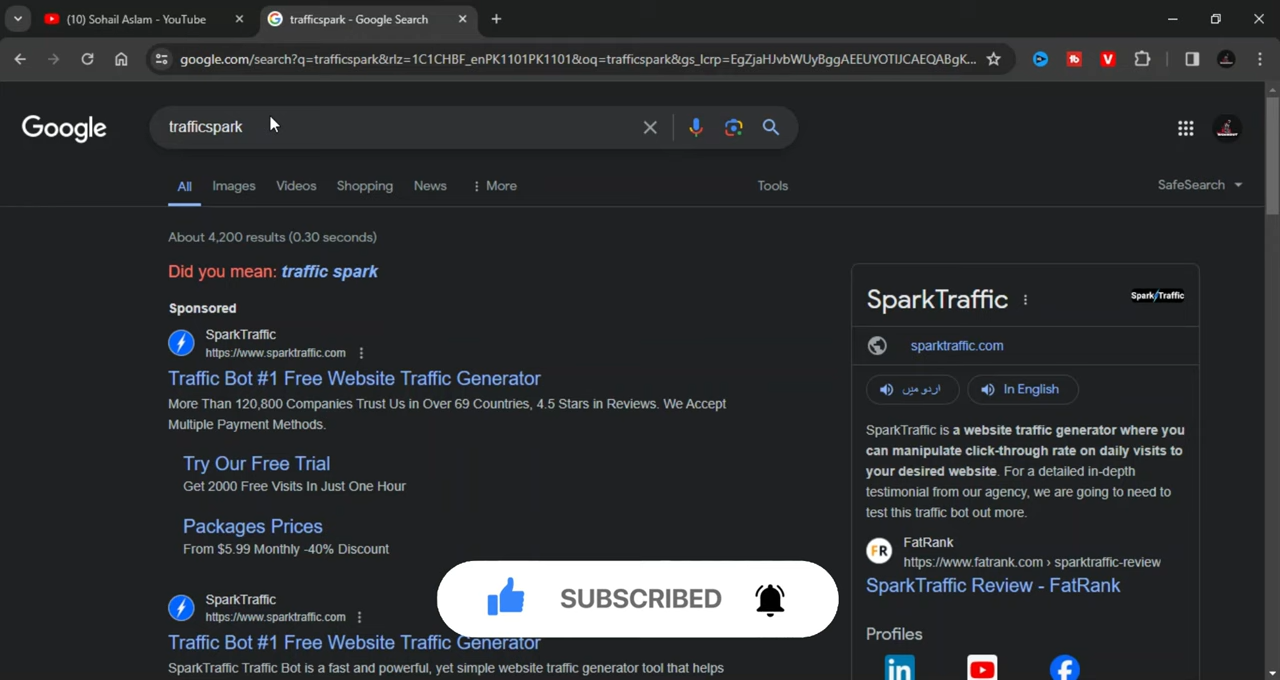 (10) Sohail Aslam - YouTube
trafficspark - Google Search
google.com/search?q=trafficspark&rlz=1C1CHBF_enPK1101PK1101&oq=trafficspark&gs_lcrp=EgZjaHJvbWUyBggAEEUYOTIJCAEQABgK...
Google
trafficspark
All
Images
Videos
Shopping
News
More
Tools
SafeSearch
About 4,200 results (0.30 seconds)
Did you mean: traffic spark
Sponsored
SparkTraffic
https://www.sparktraffic.com
Traffic Bot #1 Free Website Traffic Generator
More Than 120,800 Companies Trust Us in Over 69 Countries, 4.5 Stars in Reviews. We Accept
Multiple Payment Methods.
Try Our Free Trial
Get 2000 Free Visits In Just One Hour
Packages Prices
From $5.99 Monthly -40% Discount
SparkTraffic
https://www.sparktraffic.com
Traffic Bot #1 Free Website Traffic Generator
SparkTraffic Traffic Bot is a fast and powerful, yet simple website traffic generator tool that helps
SUBSCRIBED
SparkTraffic
Spark/Traffic
sparktraffic.com
اردو میں
In English
SparkTraffic is a website traffic generator where you
can manipulate click-through rate on daily visits to
your desired website. For a detailed in-depth
testimonial from our agency, we are going to need to
test this traffic bot out more.
FR
FatRank
https://www.fatrank.com › sparktraffic-review
SparkTraffic Review - FatRank
Profiles